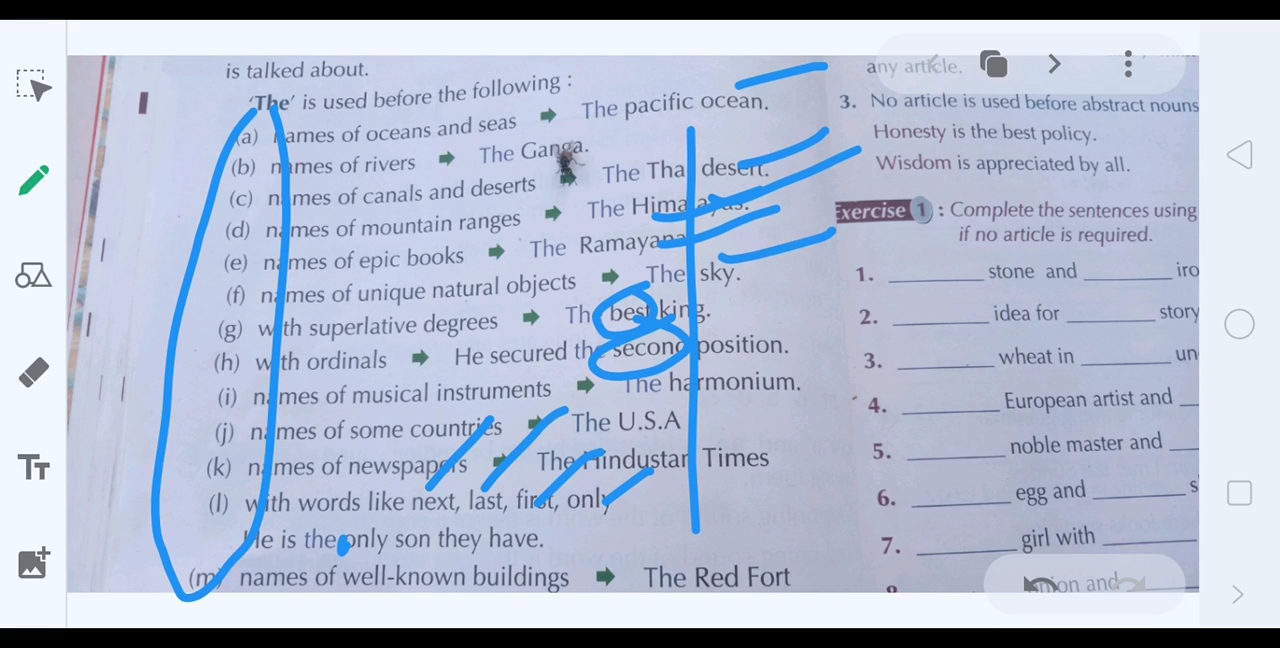 is talked about.
'The' is used before the following :
(a) names of oceans and seas ➡ The pacific ocean.
(b) names of rivers ➡ The Ganga.
(c) names of canals and deserts The Thar desert.
(d) names of mountain ranges ➡ The Himalayas.
(e) names of epic books ➡ The Ramayana
(f) names of unique natural objects ➡ The sky.
(g) with superlative degrees ➡ The best king.
(h) with ordinals ➡ He secured the second position.
(i) names of musical instruments ➡ The harmonium.
(j) names of some countries ➡ The U.S.A
(k) names of newspapers ➡ The Hindustan Times
(l) with words like next, last, first, only
He is the only son they have.
(m) names of well-known buildings ➡ The Red Fort
any article.
3. No article is used before abstract nouns
Honesty is the best policy.
Wisdom is appreciated by all.
Exercise 1 : Complete the sentences using
if no article is required.
1. ________ stone and ________ iro
2. ________ idea for ________ story
3. ________ wheat in ________ un
4. ________ European artist and __
5. ________ noble master and __
6. ________ egg and ________ s
7. ________ girl with ________
and
Tт